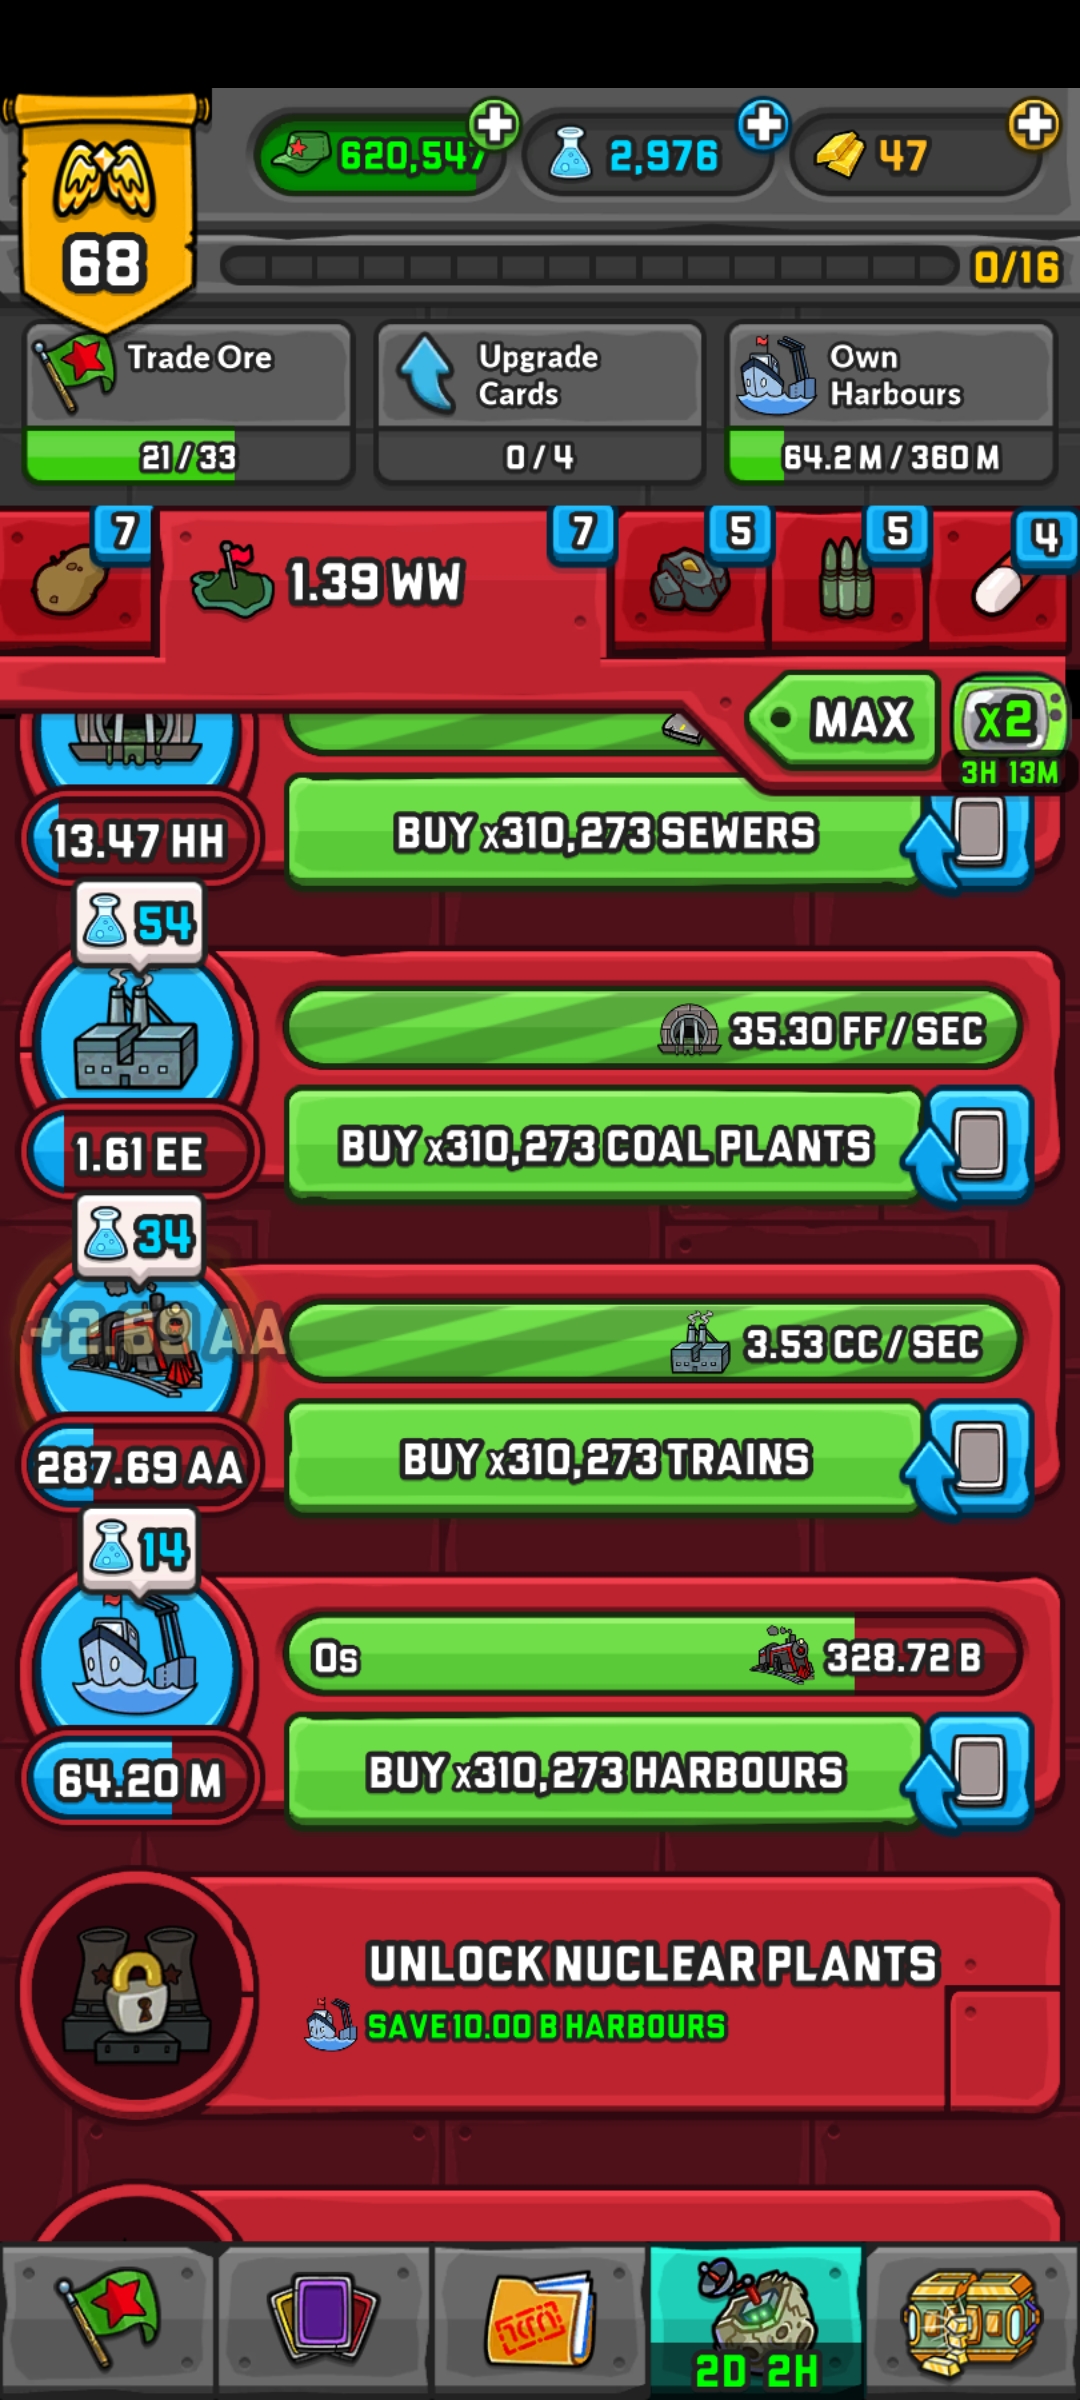 68
620,547
2,976
47
0/16
Trade Ore
21/33
Upgrade
Cards
0/4
Own
Harbours
64.2 M / 360 M
7
1.39 WW
7
5
5
4
MAX
x2
3H 13M
BUY x310,273 SEWERS
13.47 HH
54
35.30 FF / SEC
BUY x310,273 COAL PLANTS
1.61 EE
34
+2.69 AA
3.53 CC / SEC
BUY x310,273 TRAINS
287.69 AA
14
0s
328.72 B
BUY x310,273 HARBOURS
64.20 M
UNLOCK NUCLEAR PLANTS
SAVE 10.00 B HARBOURS
2D 2H